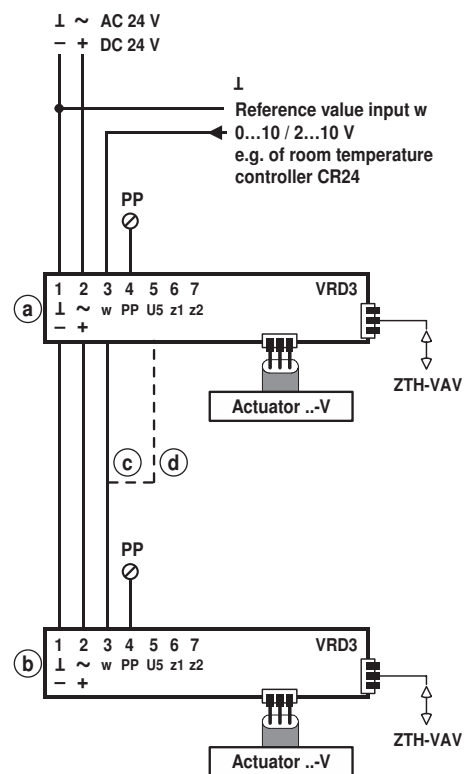 ⊥ ~ AC 24 V
– + DC 24 V
⊥
Reference value input w
0…10 / 2…10 V
e.g. of room temperature
controller CR24
PP
1 2 3 4 5 6 7 VRD3
a ⊥ ~ w PP U5 z1 z2
– +
ZTH-VAV
Actuator ..-V
c d
PP
1 2 3 4 5 6 7 VRD3
b ⊥ ~ w PP U5 z1 z2
– +
ZTH-VAV
Actuator ..-V